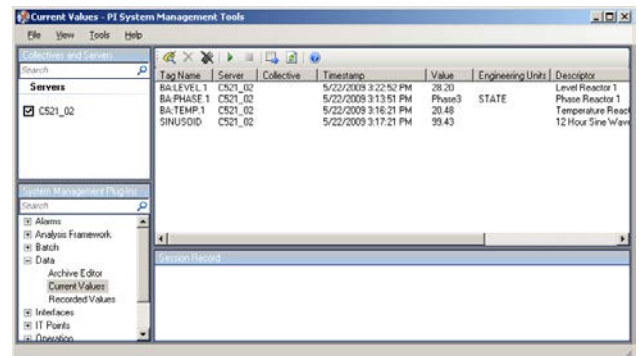 Current Values - PI System Management Tools
File View Tools Help
Collectives and Servers
Search
Servers
C521_02
System Management Plug-Ins
Search
Alarms
Analysis Framework
Batch
Data
Archive Editor
Current Values
Recorded Values
Interfaces
IT Points
Operation
Tag Name Server Collective Timestamp Value Engineering Units Descriptor
BA:LEVEL.1 C521_02 5/22/2009 3:22:52 PM 28.20 Level Reactor 1
BA:PHASE.1 C521_02 5/22/2009 3:13:51 PM Phase3 STATE Phase Reactor 1
BA:TEMP.1 C521_02 5/22/2009 3:16:21 PM 20.48 Temperature React
SINUSOID C521_02 5/22/2009 3:17:21 PM 99.43 12 Hour Sine Wave
Session Record